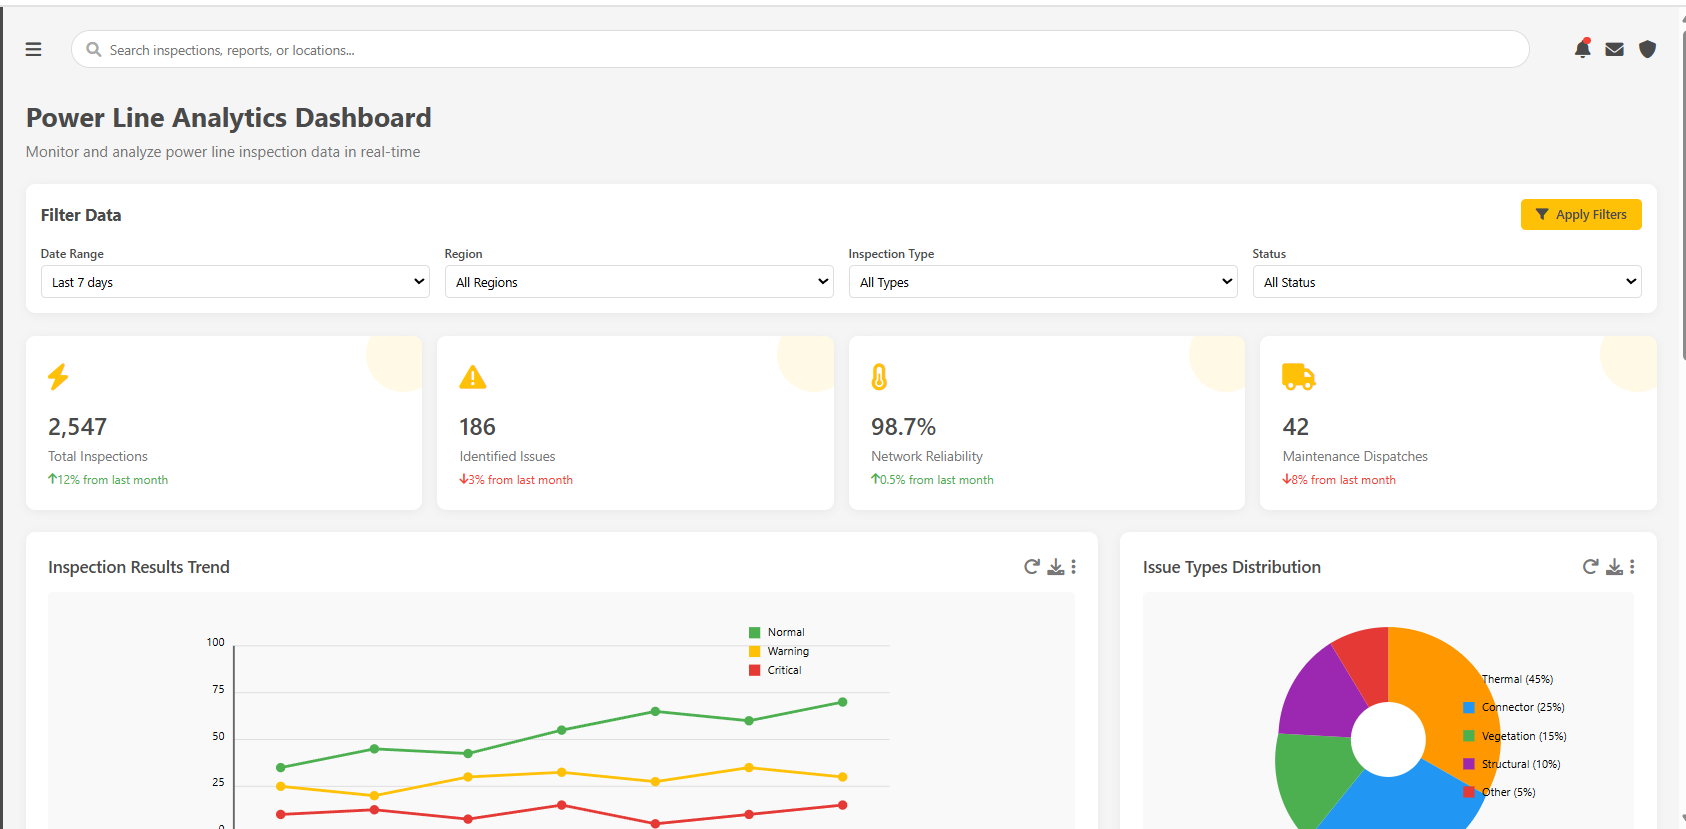 Search inspections, reports, or locations...
Power Line Analytics Dashboard
Monitor and analyze power line inspection data in real-time
Filter Data
Apply Filters
Date Range
Region
Inspection Type
Status
Last 7 days
All Regions
All Types
All Status
2,547
Total Inspections
12% from last month
186
Identified Issues
3% from last month
98.7%
Network Reliability
0.5% from last month
42
Maintenance Dispatches
8% from last month
Inspection Results Trend
100
75
50
25
0
Normal
Warning
Critical
Issue Types Distribution
Thermal (45%)
Connector (25%)
Vegetation (15%)
Structural (10%)
Other (5%)